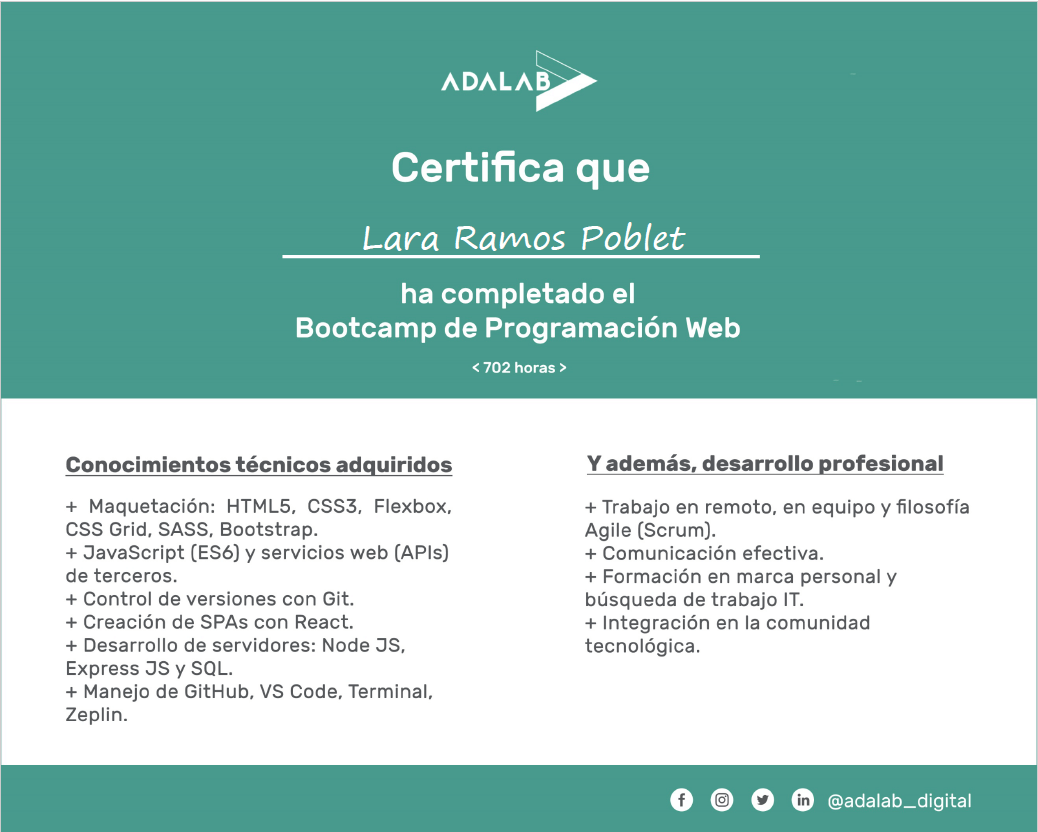 ADALAB
Certifica que
Lara Ramos Poblet
ha completado el
Bootcamp de Programación Web
< 702 horas >
Conocimientos técnicos adquiridos
+ Maquetación: HTML5, CSS3, Flexbox,
CSS Grid, SASS, Bootstrap.
+ JavaScript (ES6) y servicios web (APIs)
de terceros.
+ Control de versiones con Git.
+ Creación de SPAs con React.
+ Desarrollo de servidores: Node JS,
Express JS y SQL.
+ Manejo de GitHub, VS Code, Terminal,
Zeplin.
Y además, desarrollo profesional
+ Trabajo en remoto, en equipo y filosofía
Agile (Scrum).
+ Comunicación efectiva.
+ Formación en marca personal y
búsqueda de trabajo IT.
+ Integración en la comunidad
tecnológica.
@adalab_digital